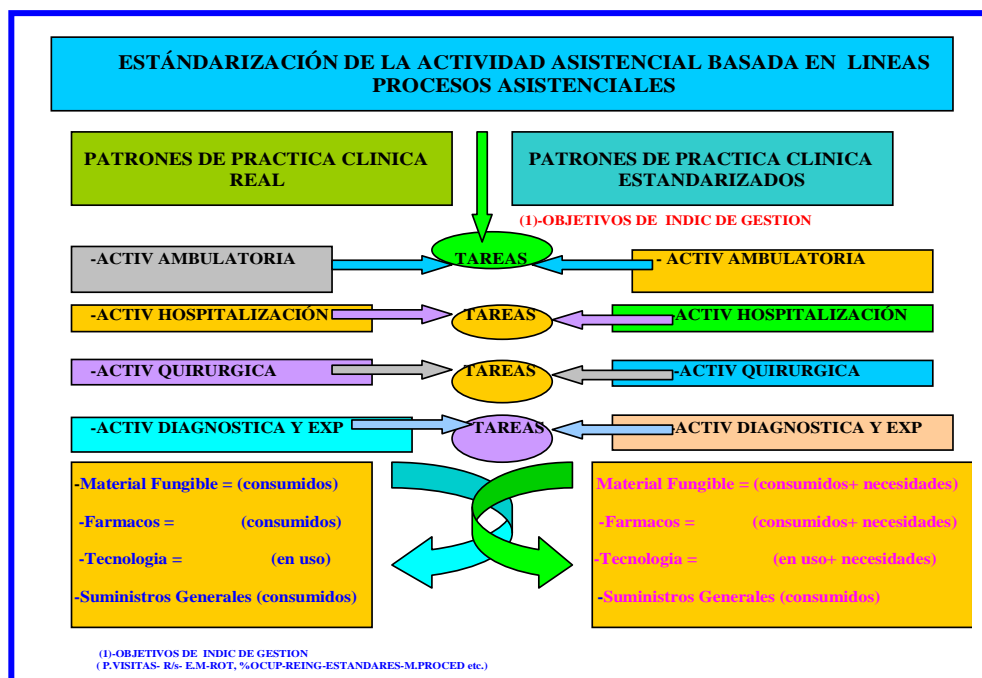 ESTÁNDARIZACIÓN DE LA ACTIVIDAD ASISTENCIAL BASADA EN LINEAS
PROCESOS ASISTENCIALES
PATRONES DE PRACTICA CLINICA
REAL
PATRONES DE PRACTICA CLINICA
ESTANDARIZADOS
(1)-OBJETIVOS DE INDIC DE GESTION
-ACTIV AMBULATORIA
TAREAS
- ACTIV AMBULATORIA
-ACTIV HOSPITALIZACIÓN
TAREAS
-ACTIV HOSPITALIZACIÓN
-ACTIV QUIRURGICA
TAREAS
-ACTIV QUIRURGICA
-ACTIV DIAGNOSTICA Y EXP
TAREAS
-ACTIV DIAGNOSTICA Y EXP
-Material Fungible = (consumidos)
-Farmacos = (consumidos)
-Tecnologia = (en uso)
-Suministros Generales (consumidos)
Material Fungible = (consumidos+ necesidades)
-Farmacos = (consumidos+ necesidades)
-Tecnologia = (en uso+ necesidades)
-Suministros Generales (consumidos)
(1)-OBJETIVOS DE INDIC DE GESTION
( P.VISITAS- R/s- E.M-ROT, %OCUP-REING-ESTANDARES-M.PROCED etc.)